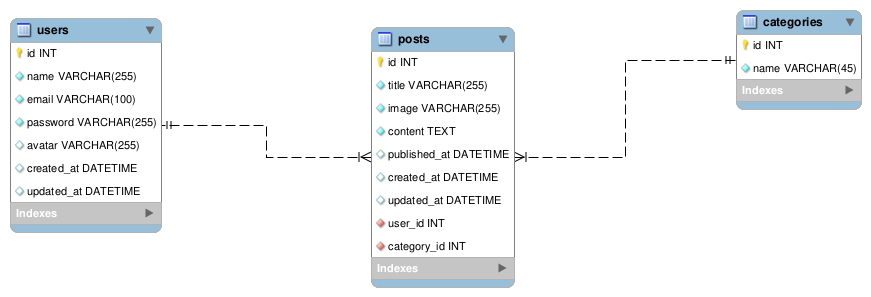 users
id INT
name VARCHAR(255)
email VARCHAR(100)
password VARCHAR(255)
avatar VARCHAR(255)
created_at DATETIME
updated_at DATETIME
Indexes
posts
id INT
title VARCHAR(255)
image VARCHAR(255)
content TEXT
published_at DATETIME
created_at DATETIME
updated_at DATETIME
user_id INT
category_id INT
Indexes
categories
id INT
name VARCHAR(45)
Indexes